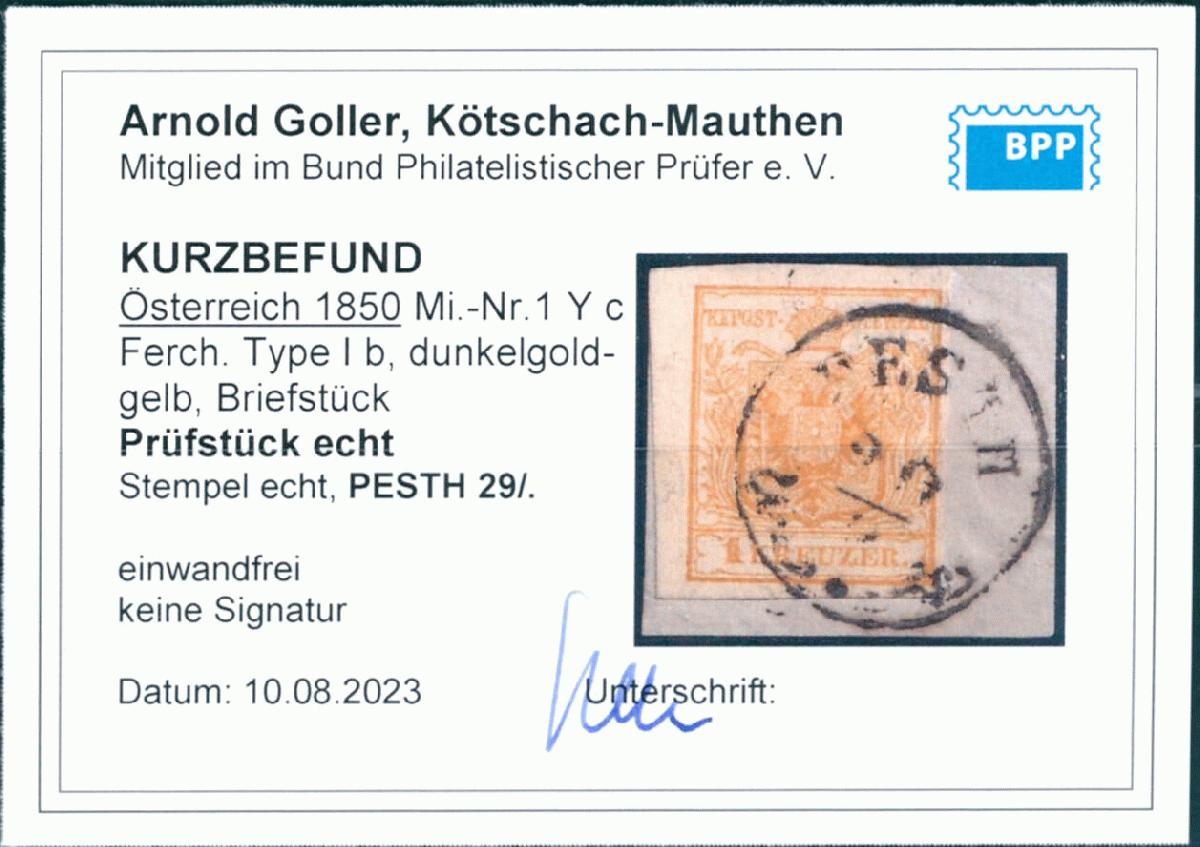 Arnold Goller, Kötschach-Mauthen
Mitglied im Bund Philatelistischer Prüfer e. V.
BPP
KURZBEFUND
Österreich 1850 Mi.-Nr.1 Y c
Ferch. Type I b, dunkelgold-
gelb, Briefstück
Prüfstück echt
Stempel echt, PESTH 29/.
einwandfrei
keine Signatur
Datum: 10.08.2023
Unterschrift:
1 KREUZER.